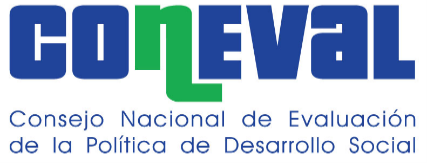 CONEVAL
Consejo Nacional de Evaluación
de la Política de Desarrollo Social